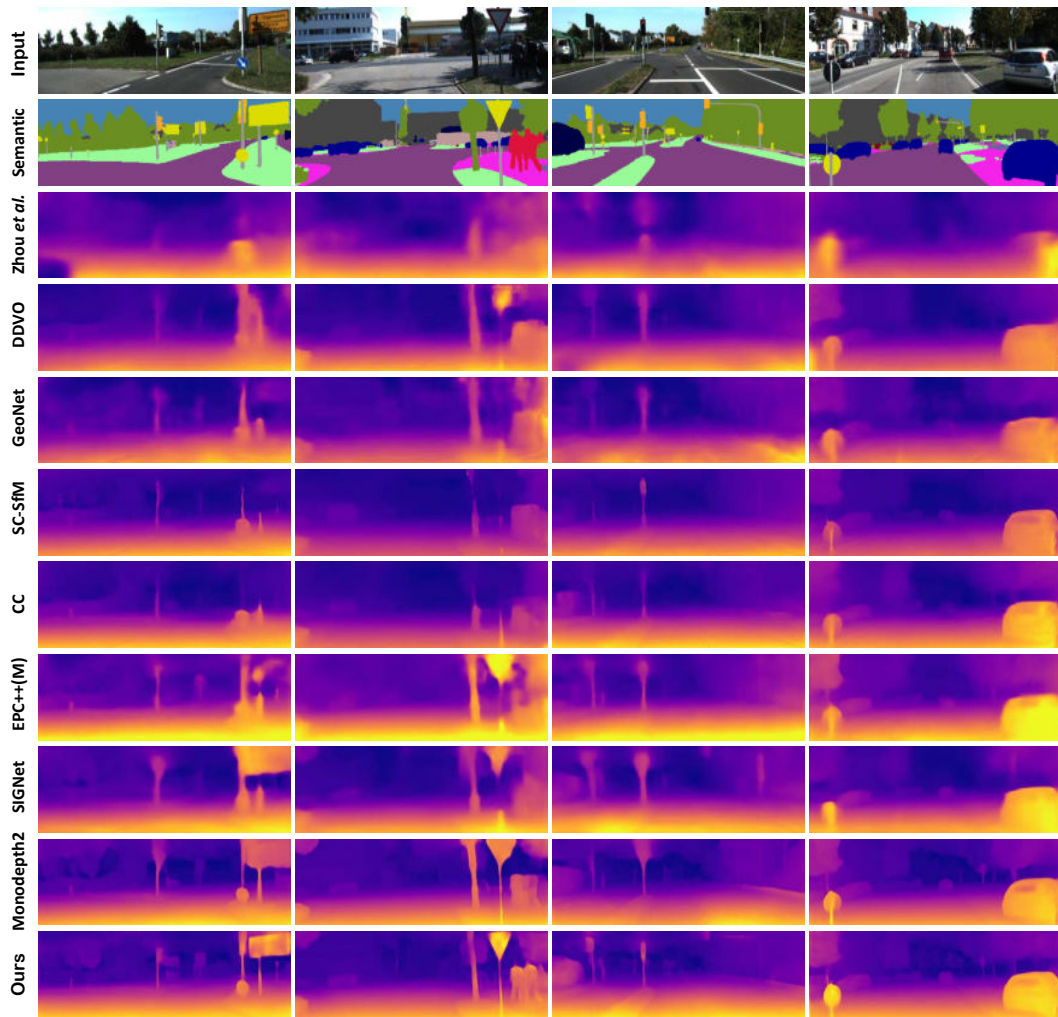 Input
Semantic
Zhou et al.
DDVO
GeoNet
SC-SfM
CC
EPC++(M)
SIGNet
Monodepth2
Ours